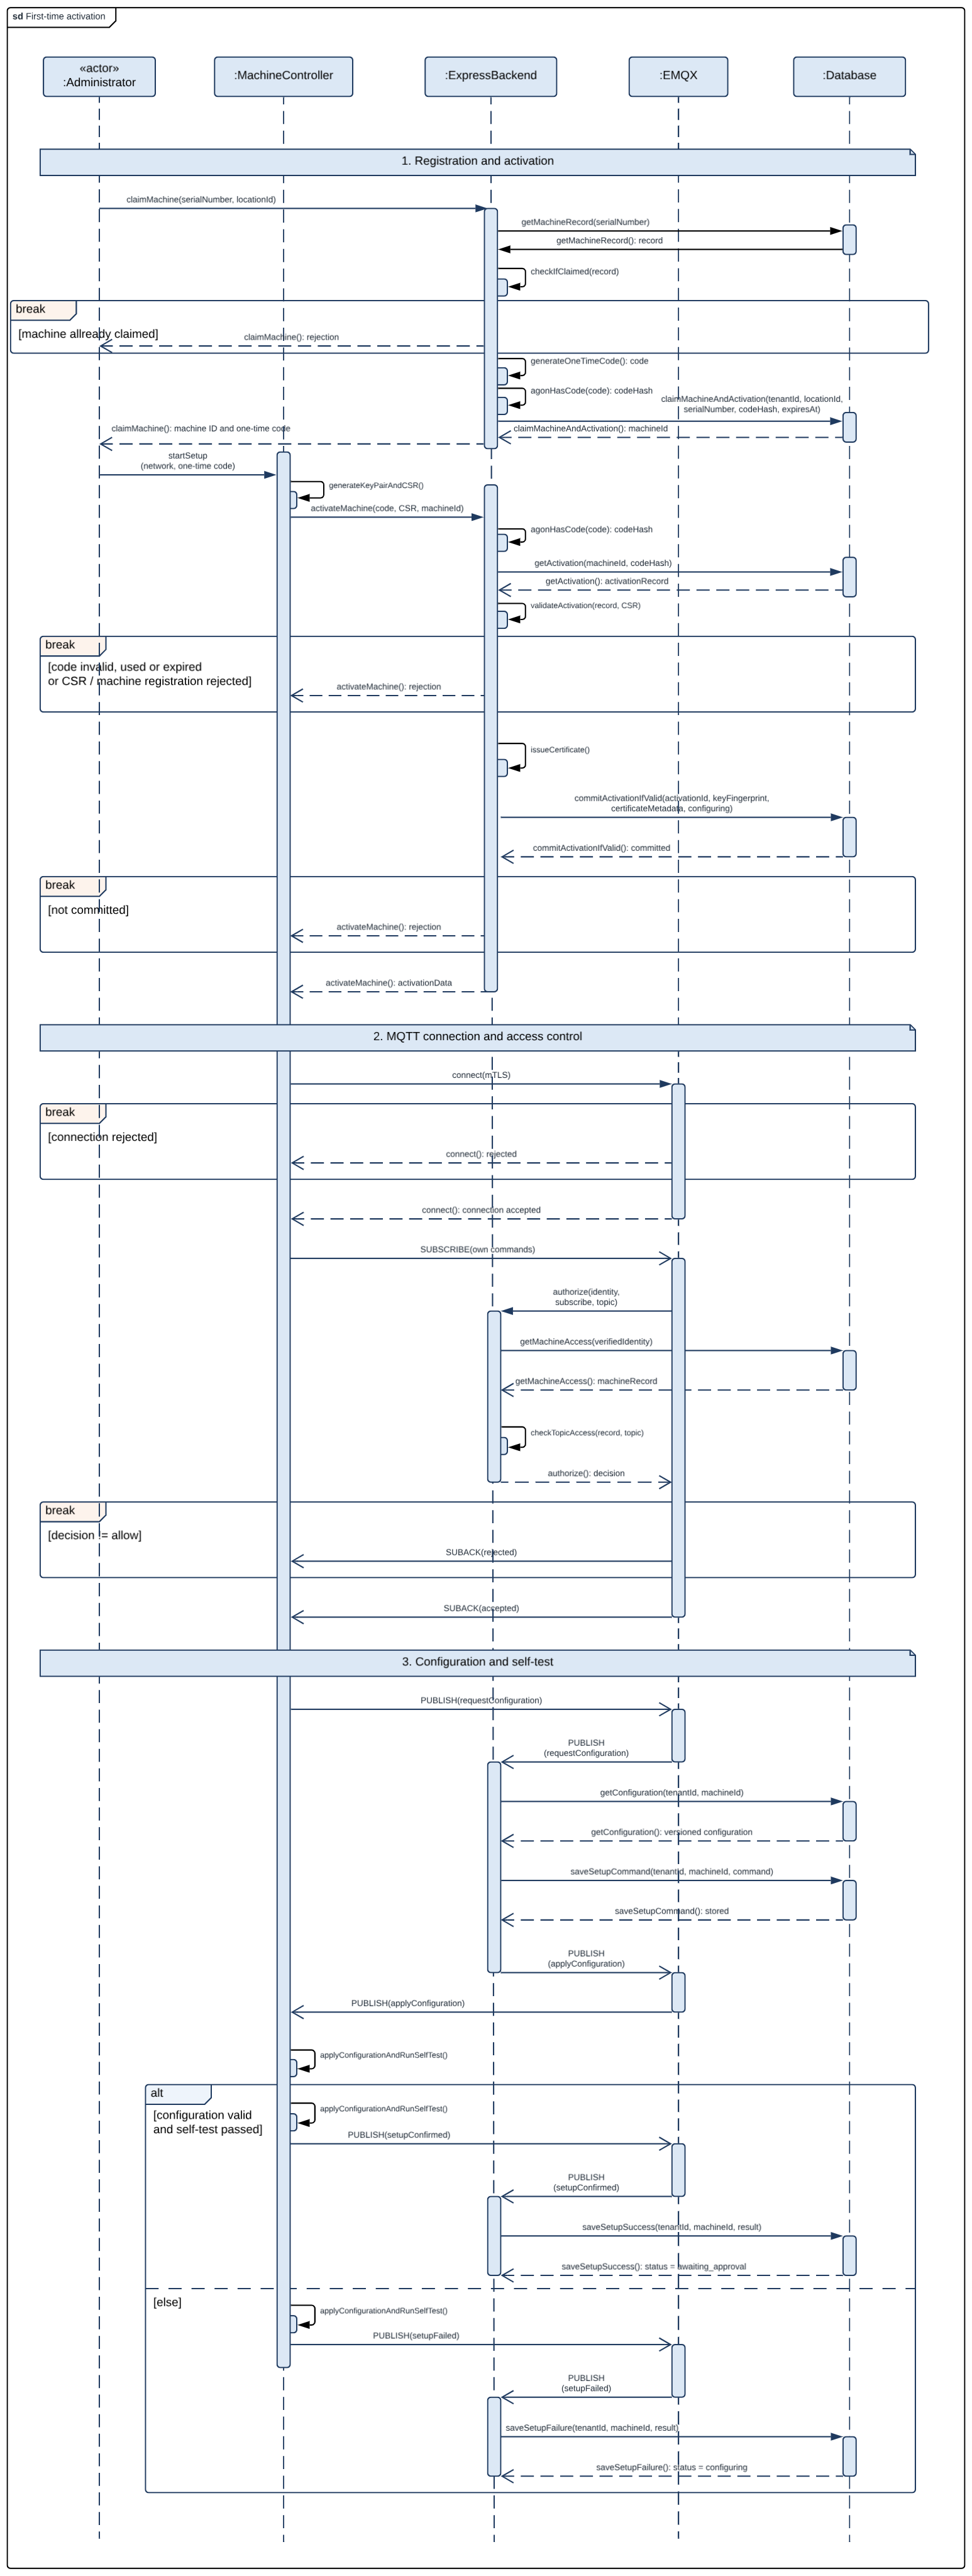 sd First-time activation
«actor»
:Administrator
:MachineController
:ExpressBackend
:EMQX
:Database
1. Registration and activation
claimMachine(serialNumber, locationId)
getMachineRecord(serialNumber)
getMachineRecord(): record
checkIfClaimed(record)
break
[machine allready claimed]
claimMachine(): rejection
generateOneTimeCode(): code
agonHasCode(code): codeHash
claimMachineAndActivation(tenantId, locationId,
serialNumber, codeHash, expiresAt)
claimMachine(): machine ID and one-time code
claimMachineAndActivation(): machineId
startSetup
(network, one-time code)
generateKeyPairAndCSR()
activateMachine(code, CSR, machineId)
agonHasCode(code): codeHash
getActivation(machineId, codeHash)
getActivation(): activationRecord
validateActivation(record, CSR)
break
[code invalid, used or expired
or CSR / machine registration rejected]
activateMachine(): rejection
issueCertificate()
commitActivationIfValid(activationId, keyFingerprint,
certificateMetadata, configuring)
commitActivationIfValid(): committed
break
[not committed]
activateMachine(): rejection
activateMachine(): activationData
2. MQTT connection and access control
connect(mTLS)
break
[connection rejected]
connect(): rejected
connect(): connection accepted
SUBSCRIBE(own commands)
authorize(identity,
subscribe, topic)
getMachineAccess(verifiedIdentity)
getMachineAccess(): machineRecord
checkTopicAccess(record, topic)
authorize(): decision
break
[decision != allow]
SUBACK(rejected)
SUBACK(accepted)
3. Configuration and self-test
PUBLISH(requestConfiguration)
PUBLISH
(requestConfiguration)
getConfiguration(tenantId, machineId)
getConfiguration(): versioned configuration
saveSetupCommand(tenantId, machineId, command)
saveSetupCommand(): stored
PUBLISH
(applyConfiguration)
PUBLISH(applyConfiguration)
applyConfigurationAndRunSelfTest()
alt
[configuration valid
and self-test passed]
applyConfigurationAndRunSelfTest()
PUBLISH(setupConfirmed)
PUBLISH
(setupConfirmed)
saveSetupSuccess(tenantId, machineId, result)
saveSetupSuccess(): status = awaiting_approval
[else]
applyConfigurationAndRunSelfTest()
PUBLISH(setupFailed)
PUBLISH
(setupFailed)
saveSetupFailure(tenantId, machineId, result)
saveSetupFailure(): status = configuring